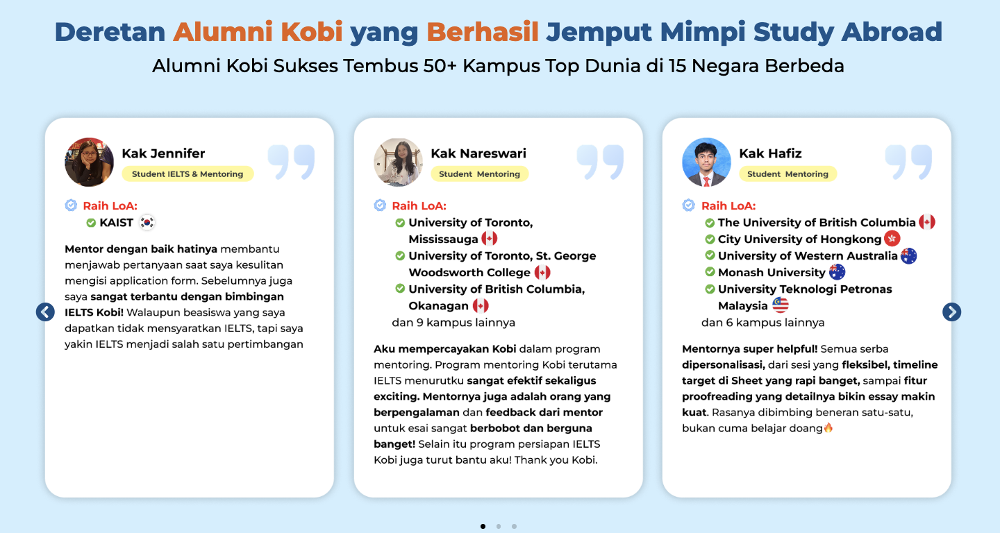 Deretan Alumni Kobi yang Berhasil Jemput Mimpi Study Abroad
Alumni Kobi Sukses Tembus 50+ Kampus Top Dunia di 15 Negara Berbeda
Kak Jennifer
Student IELTS & Mentoring
Raih LoA:
KAIST
Mentor dengan baik hatinya membantu
menjawab pertanyaan saat saya kesulitan
mengisi application form. Sebelumnya juga
saya sangat terbantu dengan bimbingan
IELTS Kobi! Walaupun beasiswa yang saya
dapatkan tidak mensyaratkan IELTS, tapi saya
yakin IELTS menjadi salah satu pertimbangan
Kak Nareswari
Student Mentoring
Raih LoA:
University of Toronto,
Mississauga
University of Toronto, St. George
Woodsworth College
University of British Columbia,
Okanagan
dan 9 kampus lainnya
Aku mempercayakan Kobi dalam program
mentoring. Program mentoring Kobi terutama
IELTS menurutku sangat efektif sekaligus
exciting. Mentornya juga adalah orang yang
berpengalaman dan feedback dari mentor
untuk esai sangat berbobot dan berguna
banget! Selain itu program persiapan IELTS
Kobi juga turut bantu aku! Thank you Kobi.
Kak Hafiz
Student Mentoring
Raih LoA:
The University of British Columbia
City University of Hongkong
University of Western Australia
Monash University
University Teknologi Petronas
Malaysia
dan 6 kampus lainnya
Mentornya super helpful! Semua serba
dipersonalisasi, dari sesi yang fleksibel, timeline
target di Sheet yang rapi banget, sampai fitur
proofreading yang detailnya bikin essay makin
kuat. Rasanya dibimbing beneran satu-satu,
bukan cuma belajar doang🔥